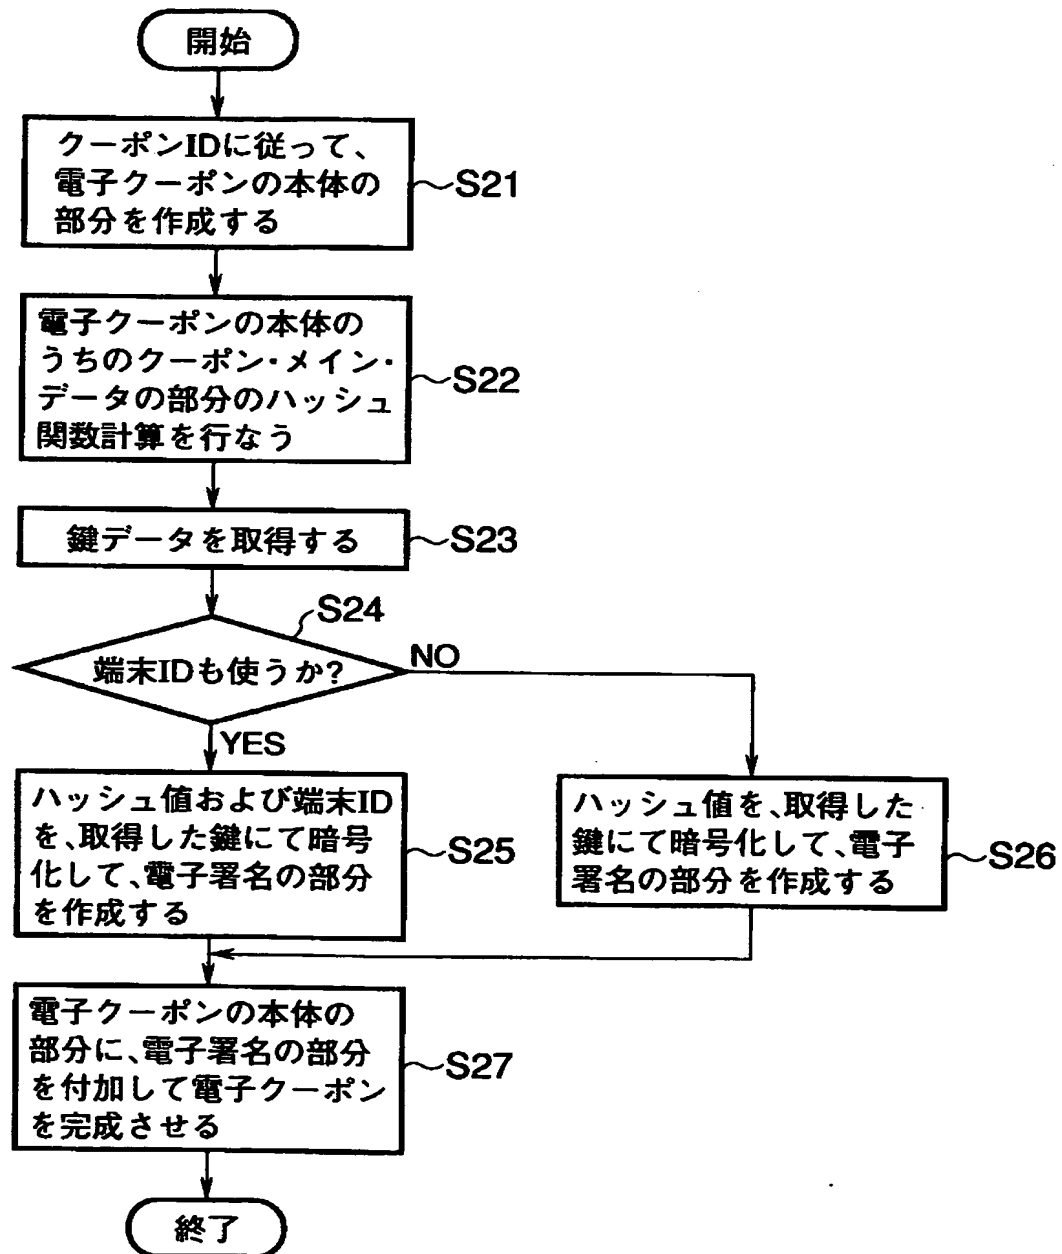 開始
クーポンIDに従って、
電子クーポンの本体の
部分を作成する
S21
電子クーポンの本体の
うちのクーポン・メイン・
データの部分のハッシュ
関数計算を行なう
S22
鍵データを取得する
S23
S24
端末IDも使うか?
NO
YES
ハッシュ値および端末ID
を、取得した鍵にて暗号
化して、電子署名の部分
を作成する
S25
ハッシュ値を、取得した
鍵にて暗号化して、電子
署名の部分を作成する
S26
電子クーポンの本体の
部分に、電子署名の部分
を付加して電子クーポン
を完成させる
S27
終了